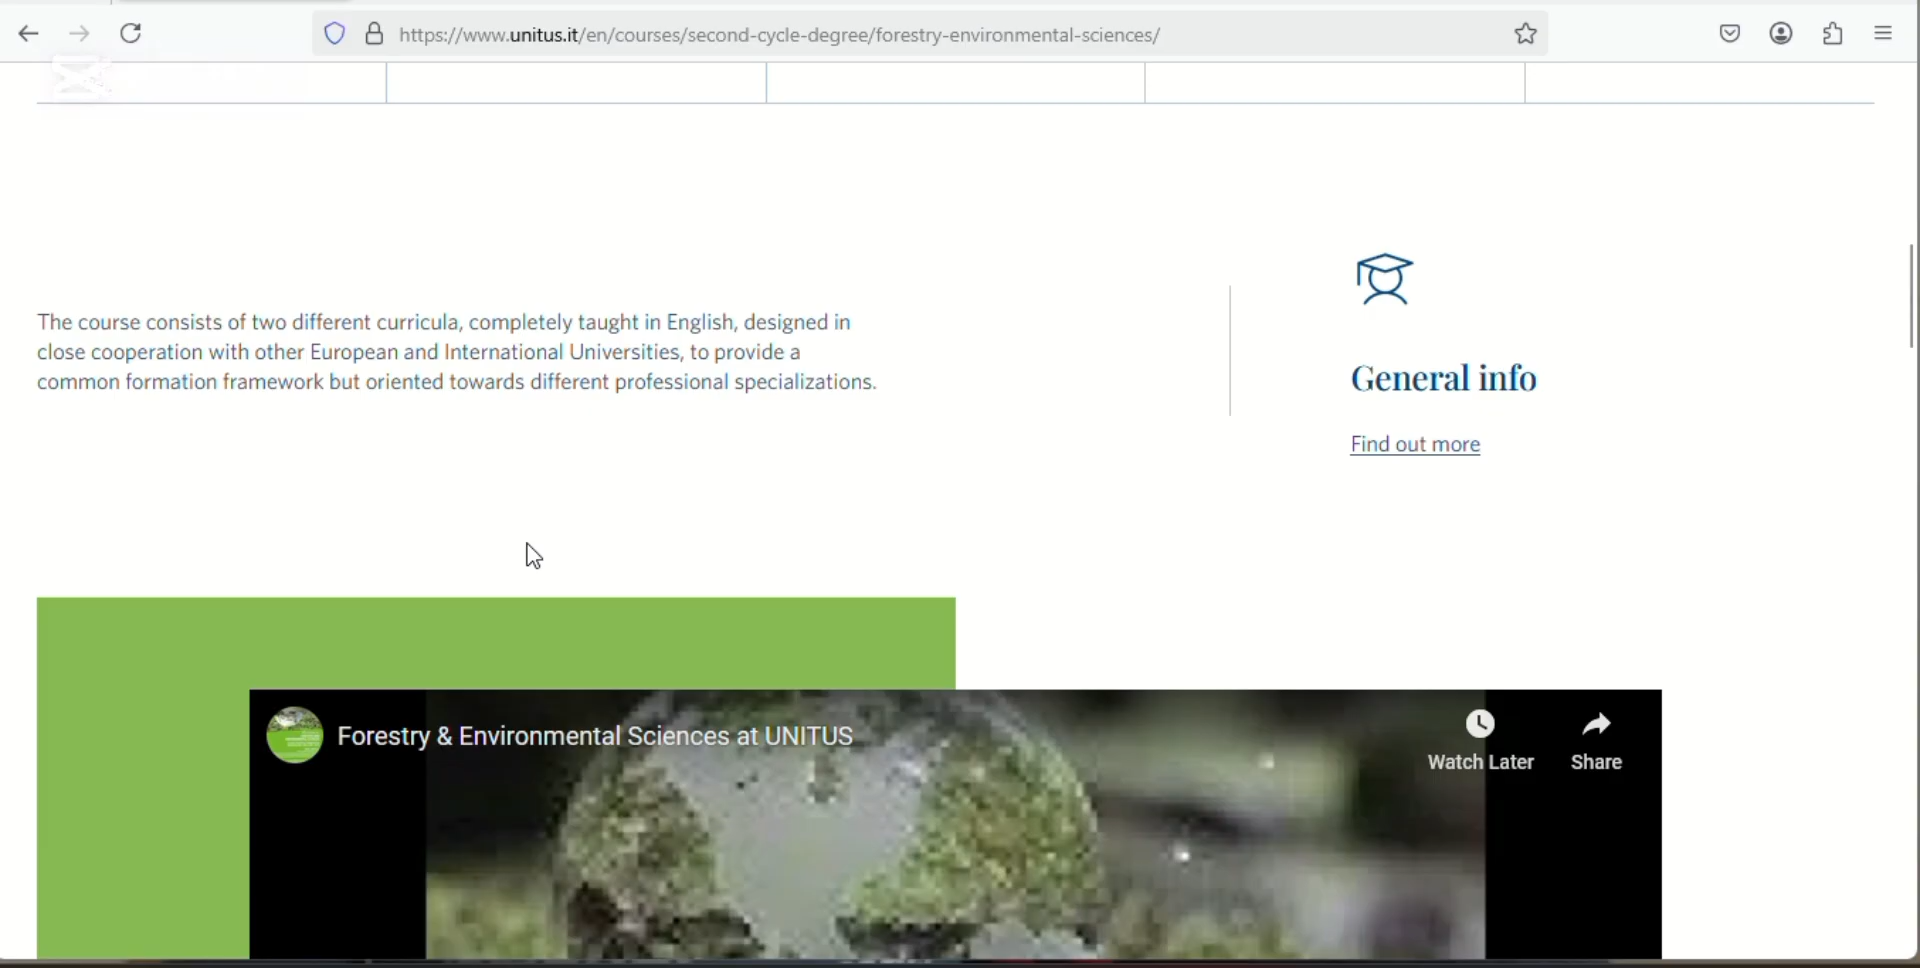 https://www.unitus.it/en/courses/second-cycle-degree/forestry-environmental-sciences/
The course consists of two different curricula, completely taught in English, designed in
close cooperation with other European and International Universities, to provide a
common formation framework but oriented towards different professional specializations.
General info
Find out more
Forestry & Environmental Sciences at UNITUS
Watch Later
Share